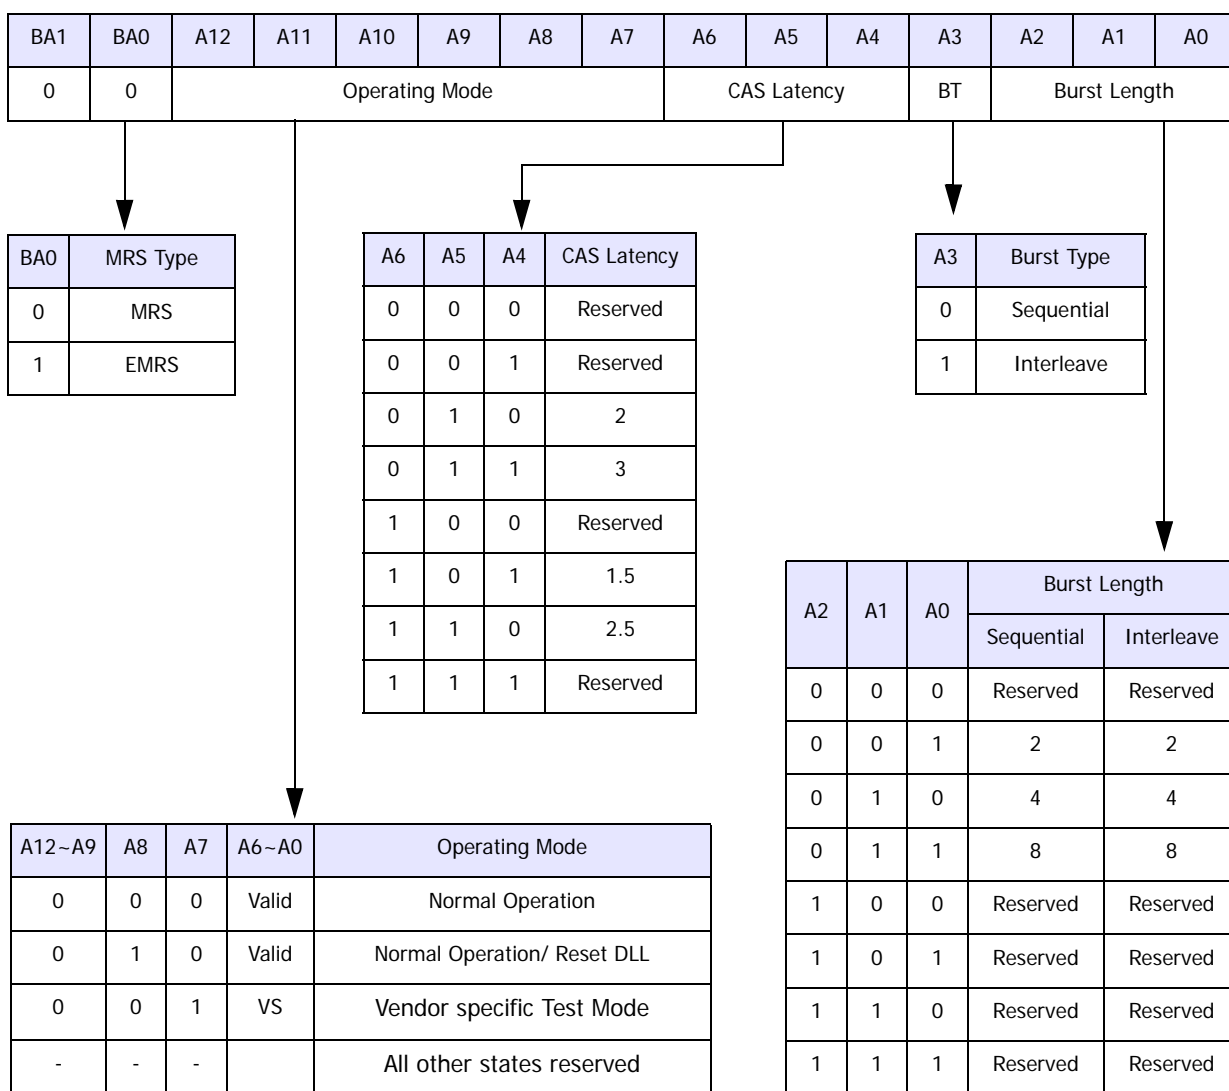 BA1 BA0 A12 A11 A10 A9 A8 A7 A6 A5 A4 A3 A2 A1 A0
0 0 Operating Mode CAS Latency BT Burst Length
BA0 MRS Type
0 MRS
1 EMRS
A6 A5 A4 CAS Latency
0 0 0 Reserved
0 0 1 Reserved
0 1 0 2
0 1 1 3
1 0 0 Reserved
1 0 1 1.5
1 1 0 2.5
1 1 1 Reserved
A3 Burst Type
0 Sequential
1 Interleave
A12~A9 A8 A7 A6~A0 Operating Mode
0 0 0 Valid Normal Operation
0 1 0 Valid Normal Operation/ Reset DLL
0 0 1 VS Vendor specific Test Mode
- - - All other states reserved
A2 A1 A0 Burst Length
Sequential Interleave
0 0 0 Reserved Reserved
0 0 1 2 2
0 1 0 4 4
0 1 1 8 8
1 0 0 Reserved Reserved
1 0 1 Reserved Reserved
1 1 0 Reserved Reserved
1 1 1 Reserved Reserved